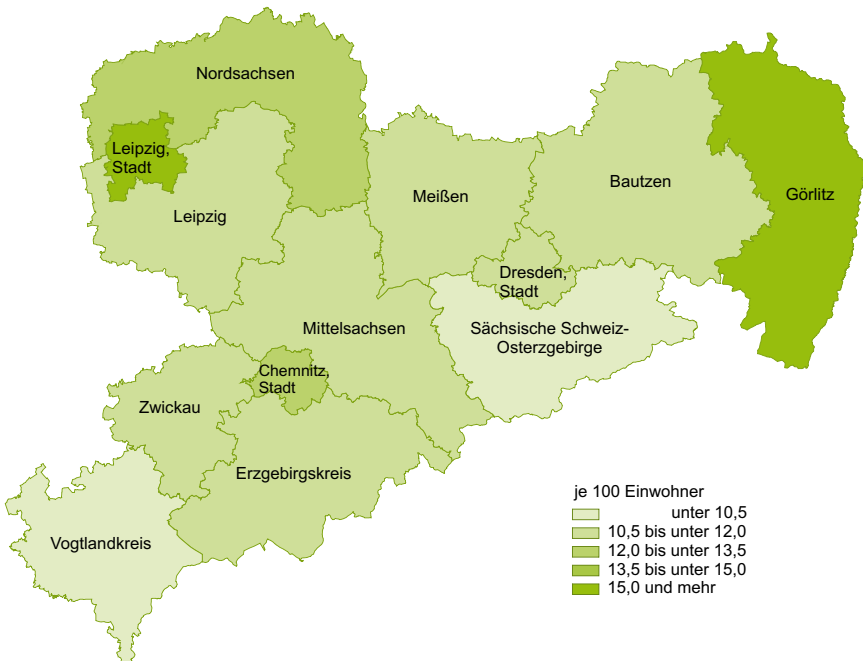 Nordsachsen
Leipzig,
Stadt
Leipzig
Meißen
Bautzen
Görlitz
Dresden,
Stadt
Mittelsachsen
Sächsische Schweiz-
Osterzgebirge
Chemnitz,
Stadt
Zwickau
Erzgebirgskreis
Vogtlandkreis
je 100 Einwohner
unter 10,5
10,5 bis unter 12,0
12,0 bis unter 13,5
13,5 bis unter 15,0
15,0 und mehr